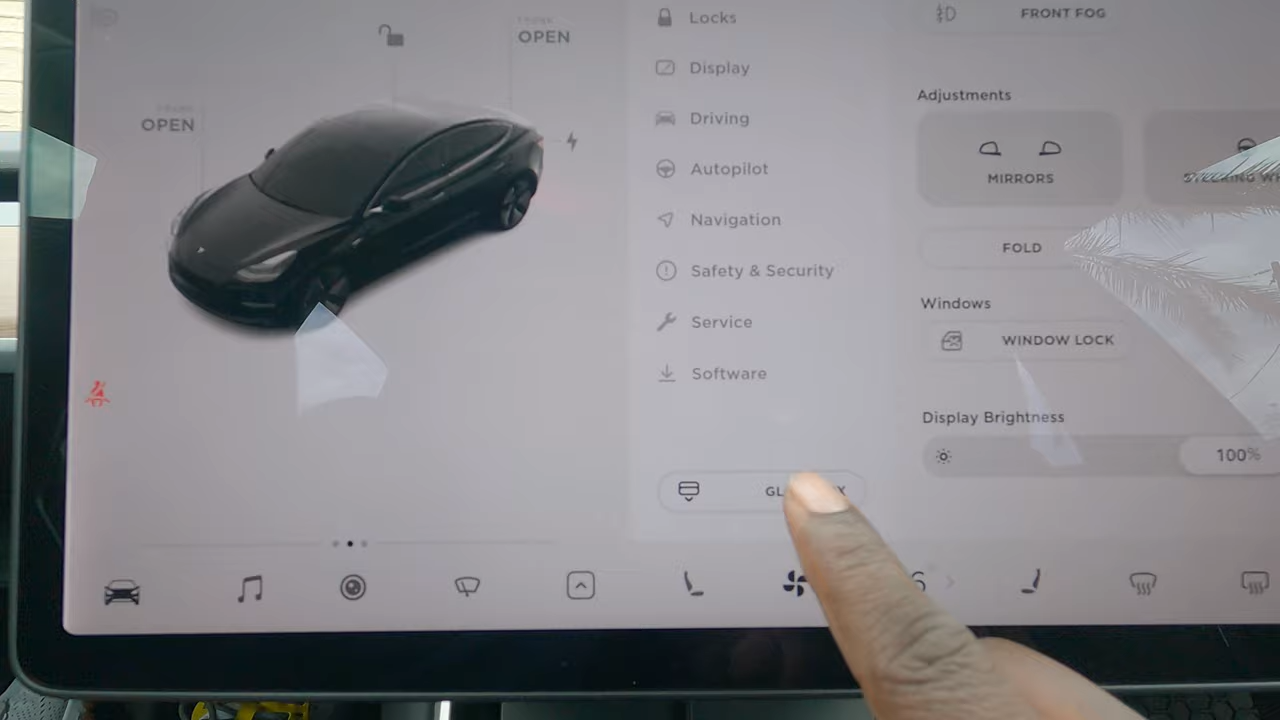 OPEN
OPEN
Locks
Display
Driving
Autopilot
Navigation
Safety & Security
Service
Software
FRONT FOG
Adjustments
MIRRORS
FOLD
Windows
WINDOW LOCK
Display Brightness
100%